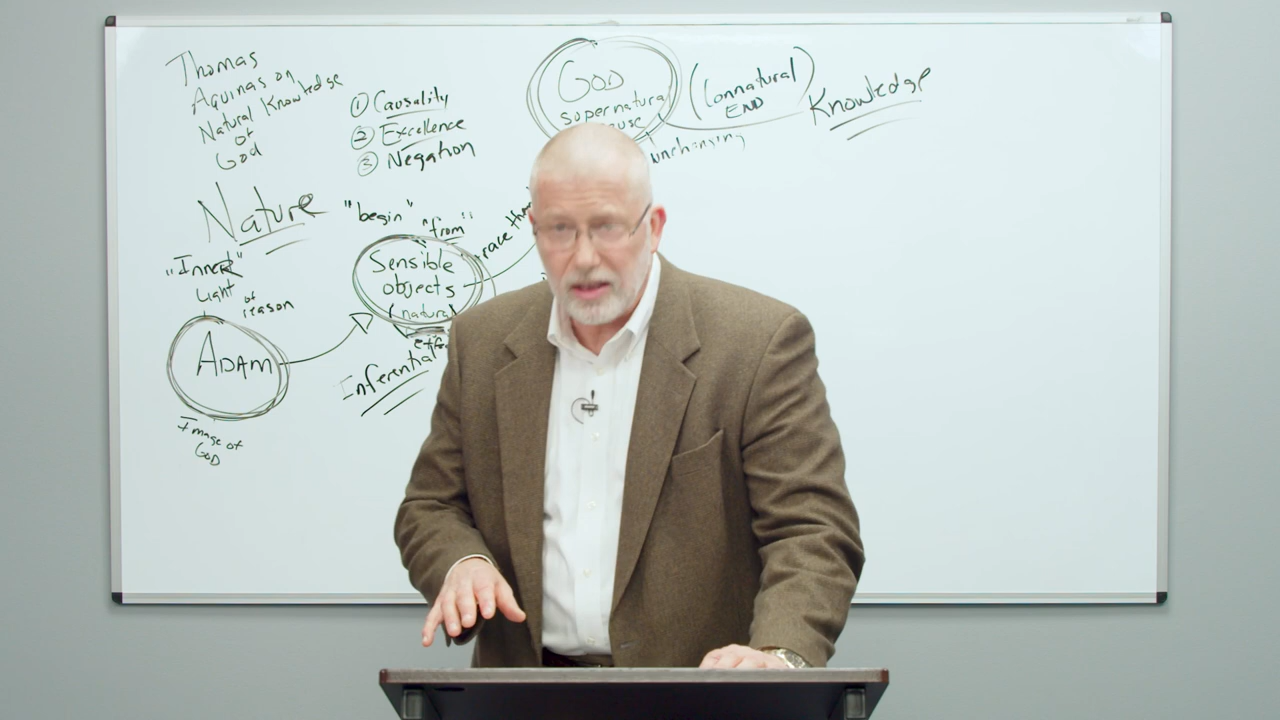 Thomas
Aquinas on
Natural Knowledge
of
God
① Causality
② Excellence
③ Negation
GOD
supernatural
(connatural)
END
Knowledge
unchanging
Nature
"begin"
"from"
"Inner"
Light of
reason
Sensible
objects
(natural
ADAM
Inferential
Image of
GOD